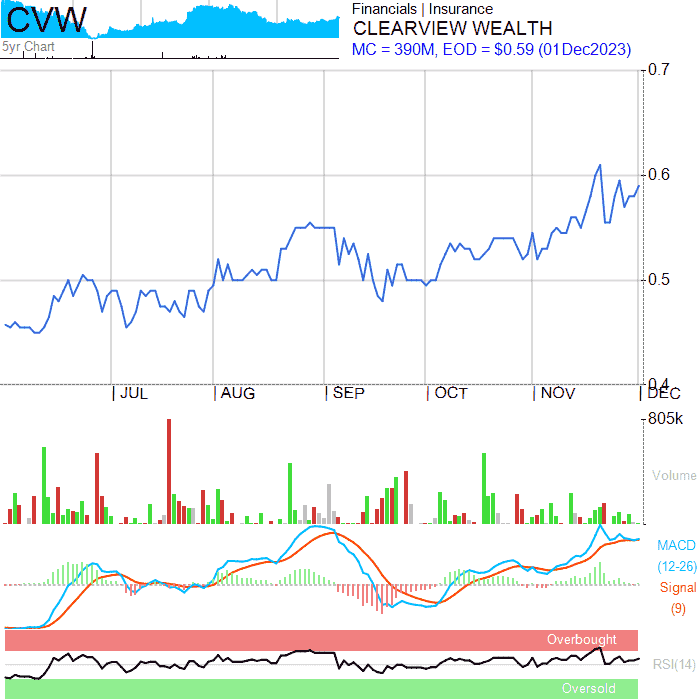 CVW
5yr Chart
Financials | Insurance
CLEARVIEW WEALTH
MC = 390M, EOD = $0.59 (01Dec2023)
0.7
0.6
0.5
0.4
JUL
AUG
SEP
OCT
NOV
DEC
805k
Volume
MACD
(12-26)
Signal
(9)
Overbought
RSI(14)
Oversold